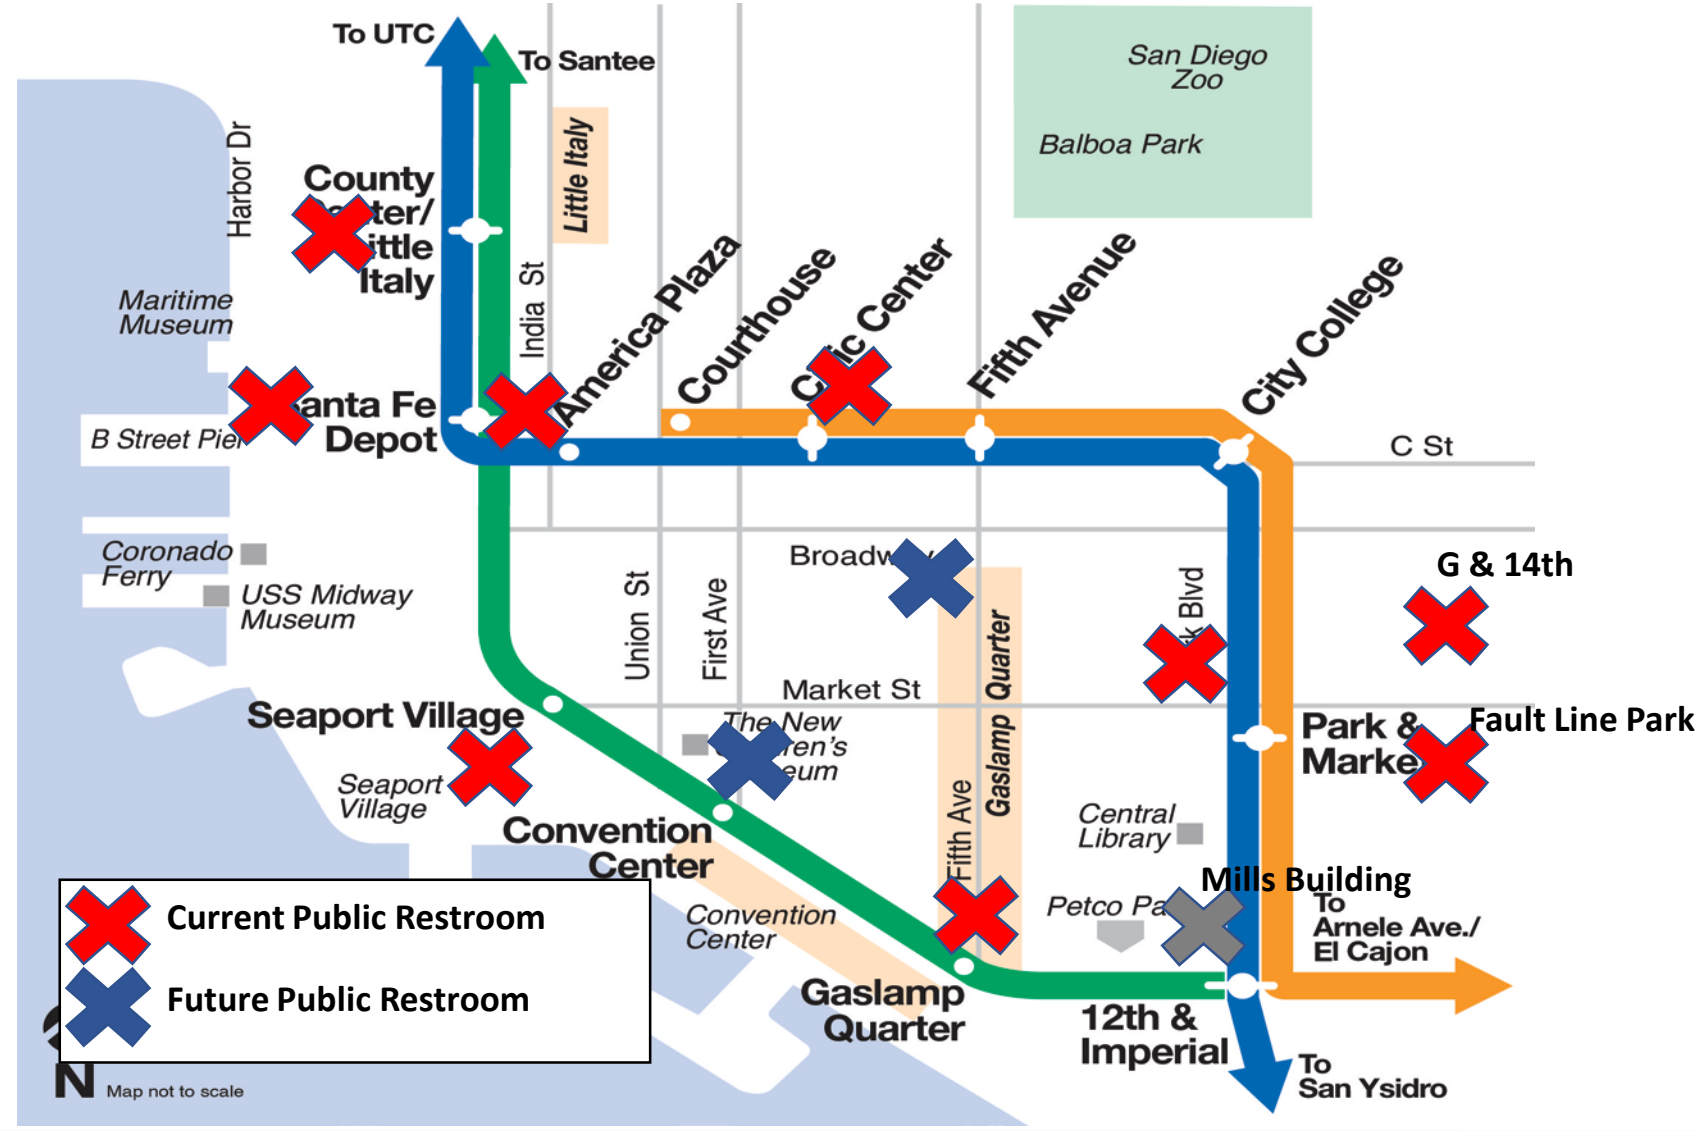 To UTC
To Santee
San Diego
Zoo
Balboa Park
Harbor Dr
Little Italy
County
Italy
India St
Maritime
Museum
America Plaza
Courthouse
Center
Fifth Avenue
City College
Fe
Depot
B Street
C St
Coronado
Ferry
USS Midway
Museum
Union St
First Ave
Blvd
G & 14th
Gaslamp Quarter
Market St
Seaport Village
The New
Park &
Fault Line Park
Seaport
Village
Fifth Ave
Central
Library
Convention
Center
Mills Building
Petco
To
Arnele Ave./
El Cajon
Convention
Center
Current Public Restroom
Future Public Restroom
Gaslamp
Quarter
12th &
Imperial
To
San Ysidro
N
Map not to scale